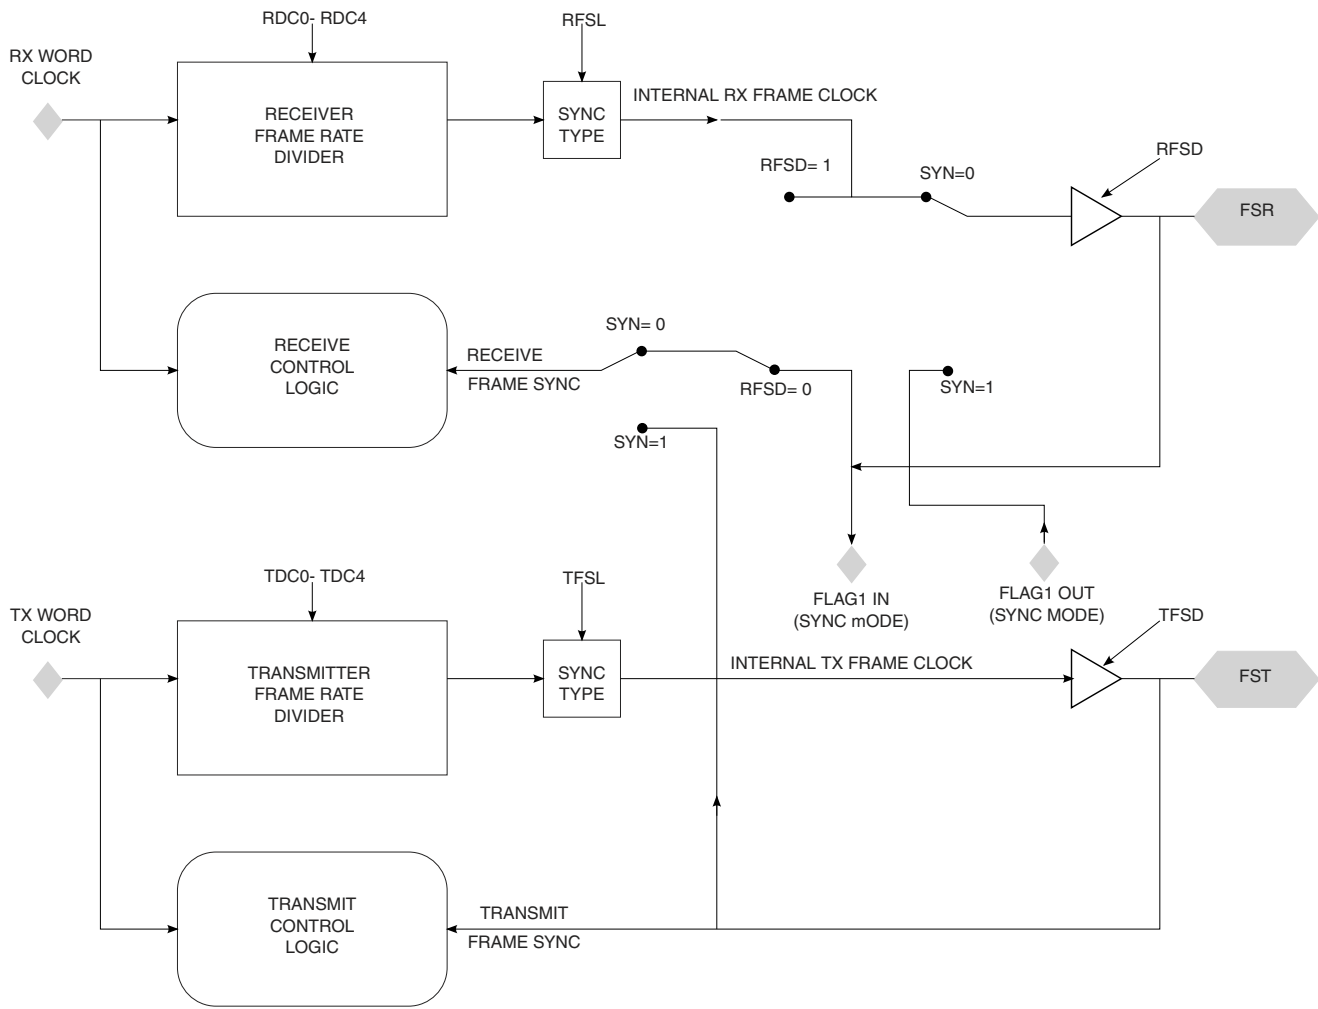 RDC0- RDC4
RFSL
RX WORD
CLOCK
RECEIVER
FRAME RATE
DIVIDER
SYNC
TYPE
INTERNAL RX FRAME CLOCK
RFSD= 1
SYN=0
RFSD
FSR
RECEIVE
CONTROL
LOGIC
RECEIVE
FRAME SYNC
SYN= 0
RFSD= 0
SYN=1
SYN=1
FLAG1 IN
(SYNC mODE)
FLAG1 OUT
(SYNC MODE)
TDC0- TDC4
TFSL
TX WORD
CLOCK
TRANSMITTER
FRAME RATE
DIVIDER
SYNC
TYPE
INTERNAL TX FRAME CLOCK
TFSD
FST
TRANSMIT
CONTROL
LOGIC
TRANSMIT
FRAME SYNC